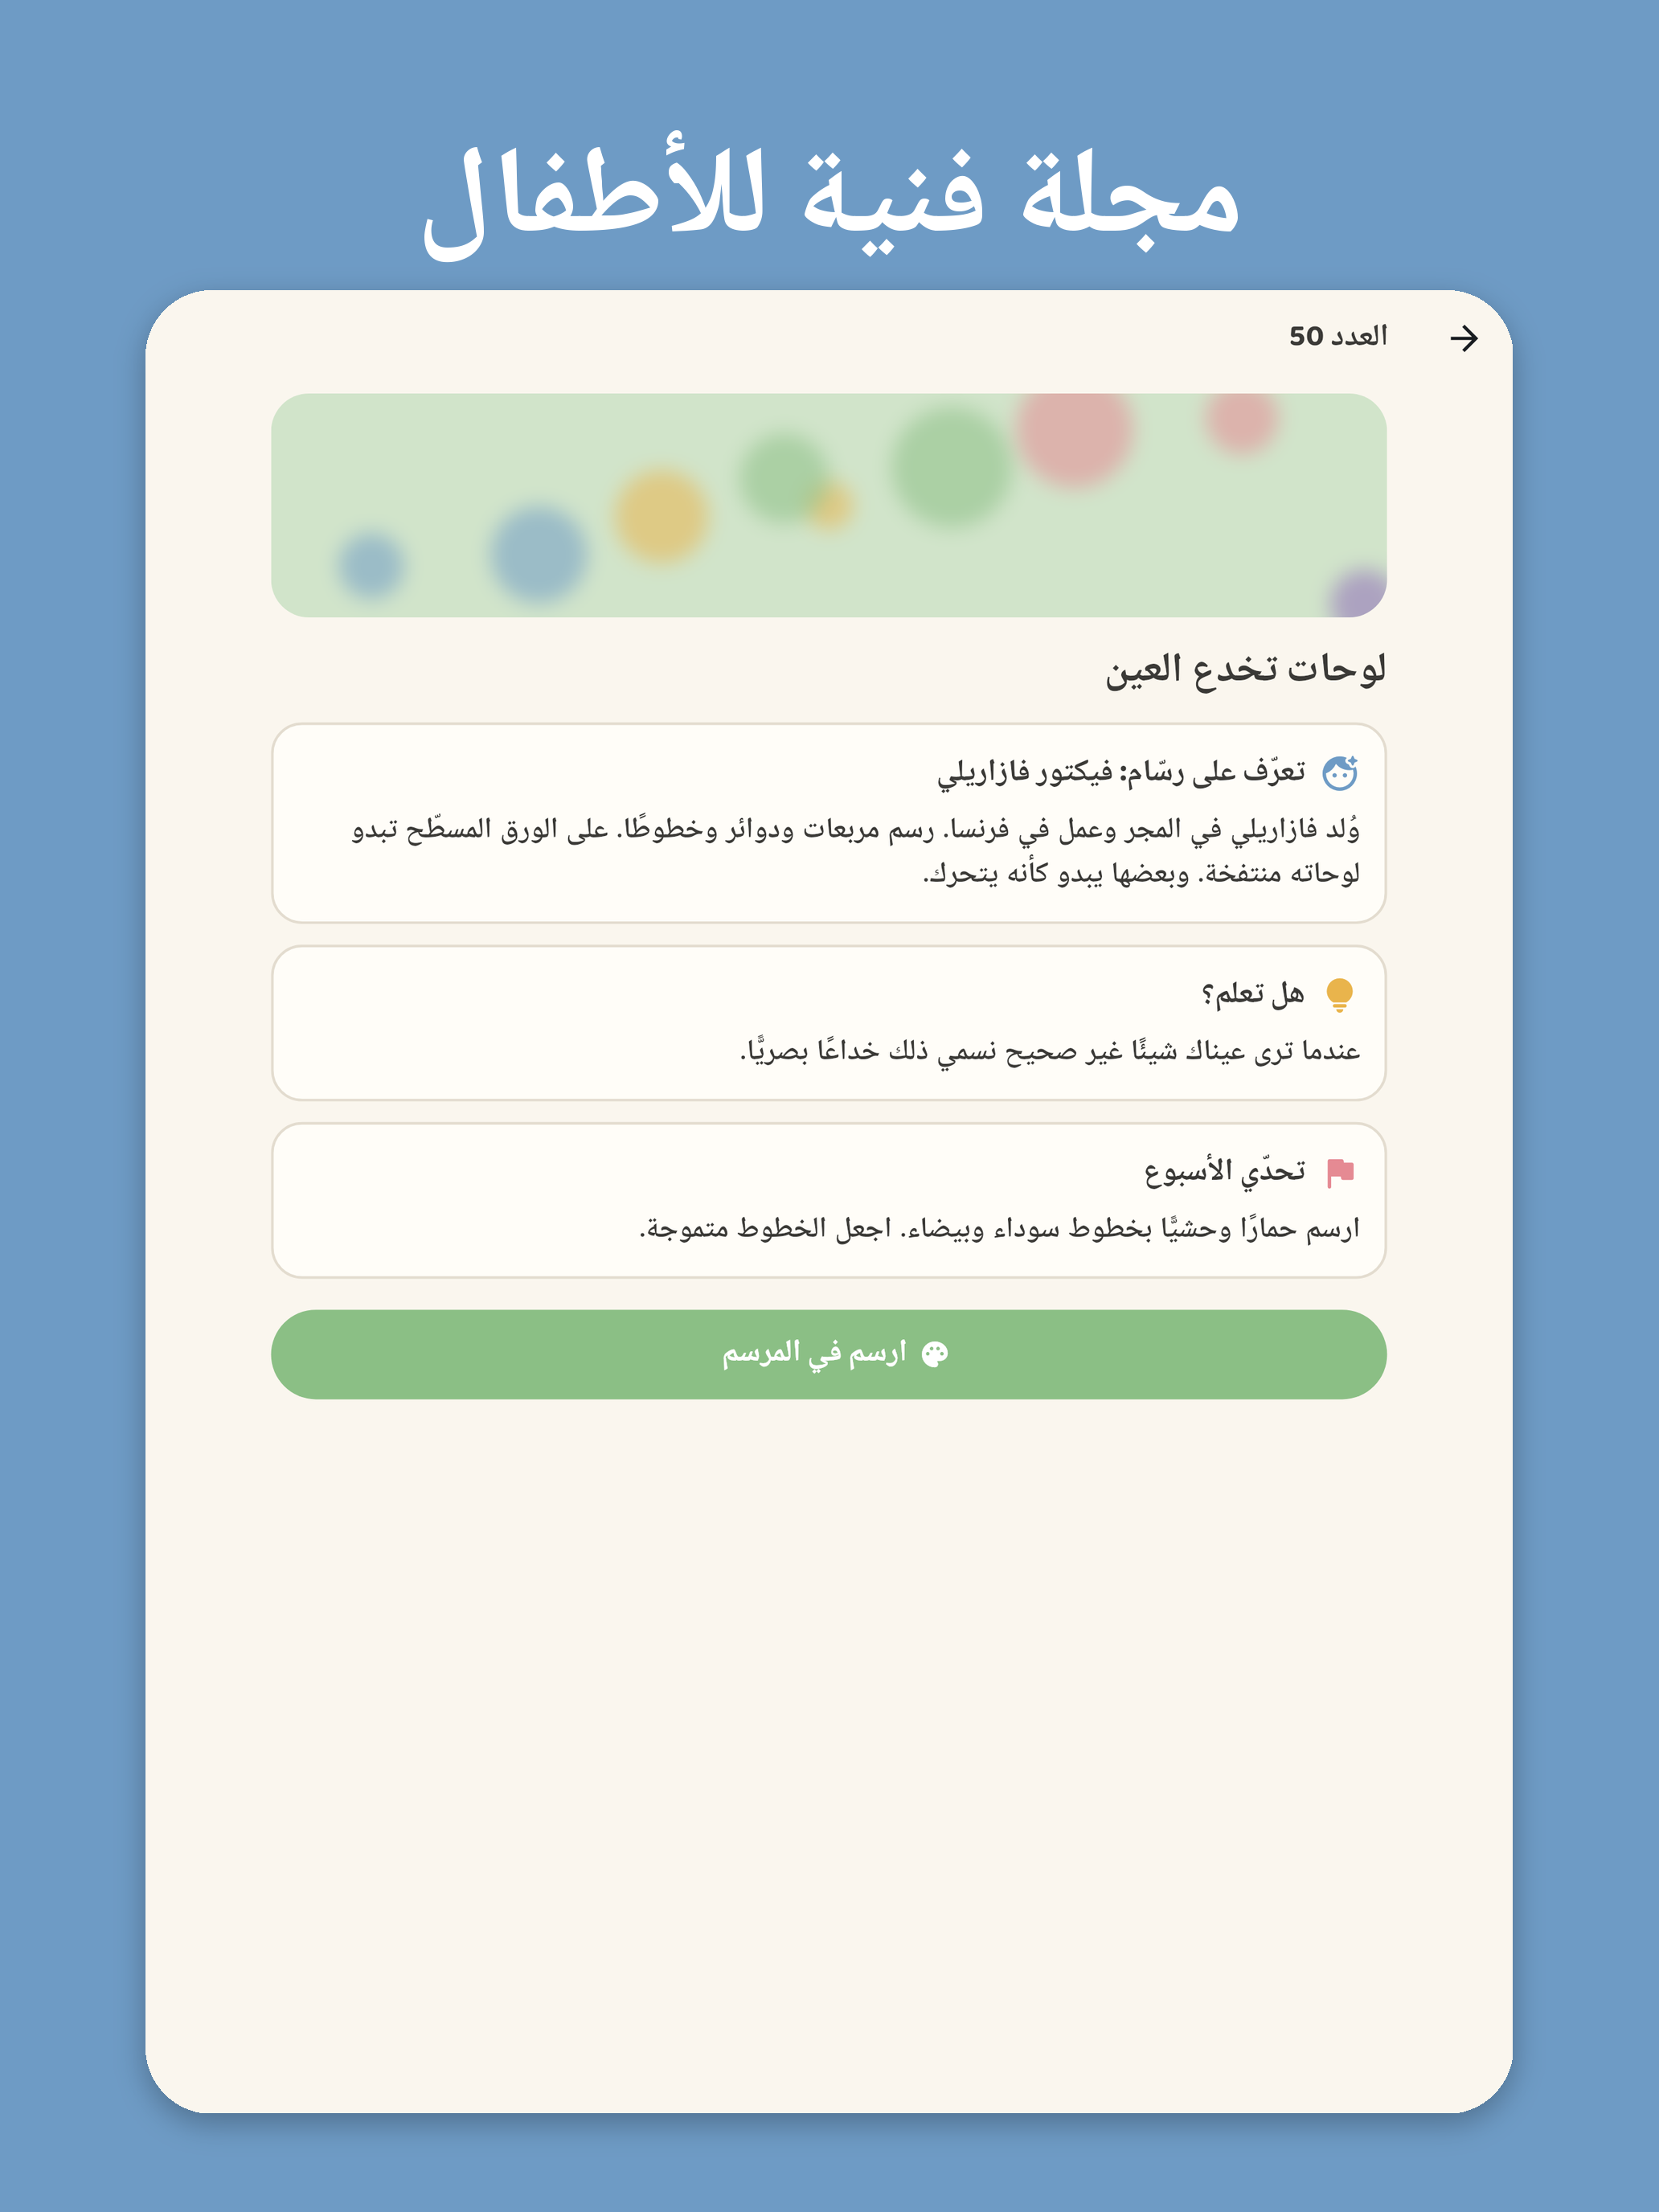 مجلة فنية للأطفال
العدد 50
لوحات تخدع العين
تعرّف على رسّام: فيكتور فازاريلي
وُلد فازاريلي في المجر وعمل في فرنسا. رسم مربعات ودوائر وخطوطًا. على الورق المسطّح تبدو
لوحاته منتفخة. وبعضها يبدو كأنه يتحرك.
هل تعلم؟
عندما ترى عيناك شيئًا غير صحيح نسمي ذلك خداعًا بصريًّا.
تحدّي الأسبوع
ارسم حمارًا وحشيًّا بخطوط سوداء وبيضاء. اجعل الخطوط متموجة.
ارسم في المرسم